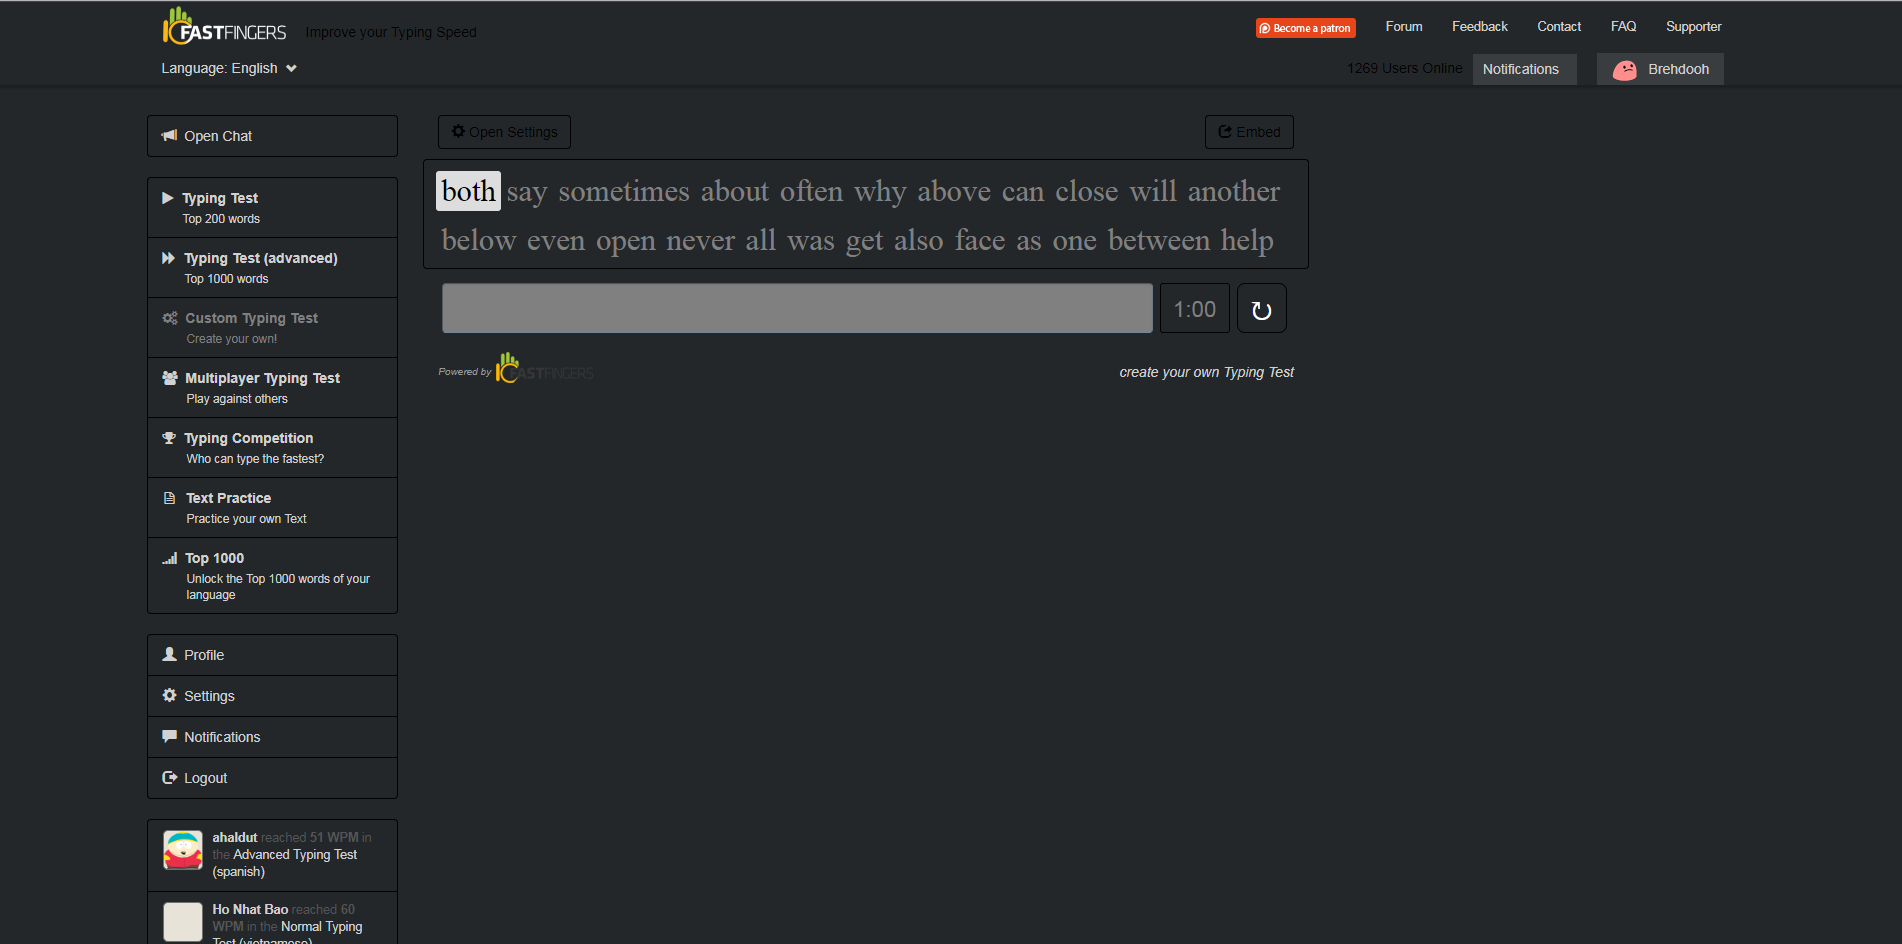 FASTFINGERS
Improve your Typing Speed
Become a patron
Forum
Feedback
Contact
FAQ
Supporter
Language: English
1269 Users Online
Notifications
Brehdooh
Open Chat
Typing Test
Top 200 words
Typing Test (advanced)
Top 1000 words
Custom Typing Test
Create your own!
Multiplayer Typing Test
Play against others
Typing Competition
Who can type the fastest?
Text Practice
Practice your own Text
Top 1000
Unlock the Top 1000 words of your
language
Profile
Settings
Notifications
Logout
ahaldut reached 51 WPM in
the Advanced Typing Test
(spanish)
Ho Nhat Bao reached 60
WPM in the Normal Typing
Test (vietnamese)
Open Settings
Embed
both say sometimes about often why above can close will another
below even open never all was get also face as one between help
1:00
Powered by
FASTFINGERS
create your own Typing Test